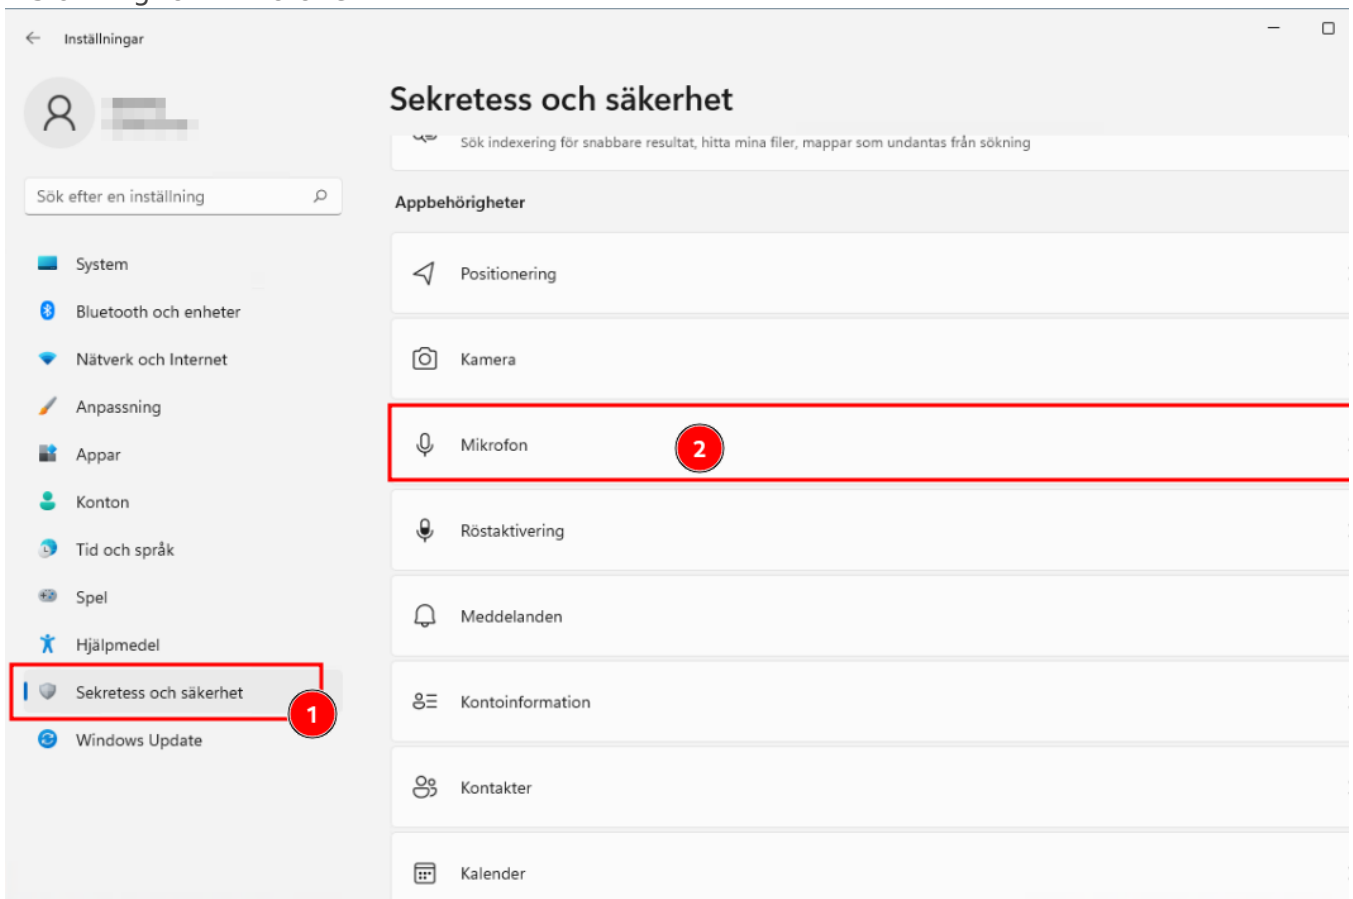 Inställningar
Sekretess och säkerhet
Sök indexering för snabbare resultat, hitta mina filer, mappar som undantas från sökning
Sök efter en inställning
Appbehörigheter
System
Bluetooth och enheter
Nätverk och Internet
Anpassning
Appar
Konton
Tid och språk
Spel
Hjälpmedel
Sekretess och säkerhet
1
Windows Update
Positionering
Kamera
Mikrofon
2
Röstaktivering
Meddelanden
Kontoinformation
Kontakter
Kalender